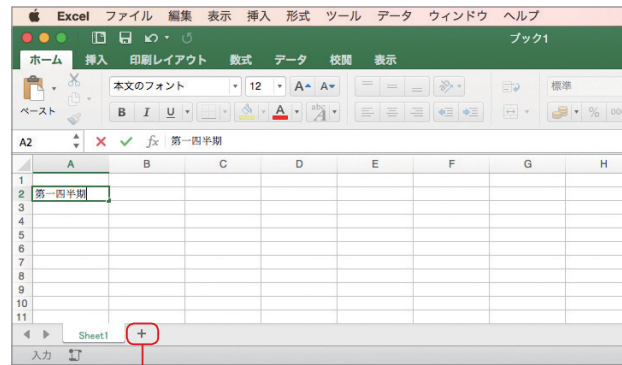 Excel ファイル 編集 表示 挿入 形式 ツール データ ウィンドウ ヘルプ
ブック1
ホーム 挿入 印刷レイアウト 数式 データ 校閲 表示
本文のフォント 12 A A 標準
ペースト B I U A abc A % 000
A2 fx 第一四半期
A B C D E F G H
1
2 第一四半期
3
4
5
6
7
8
9
10
11
Sheet1 +
入力